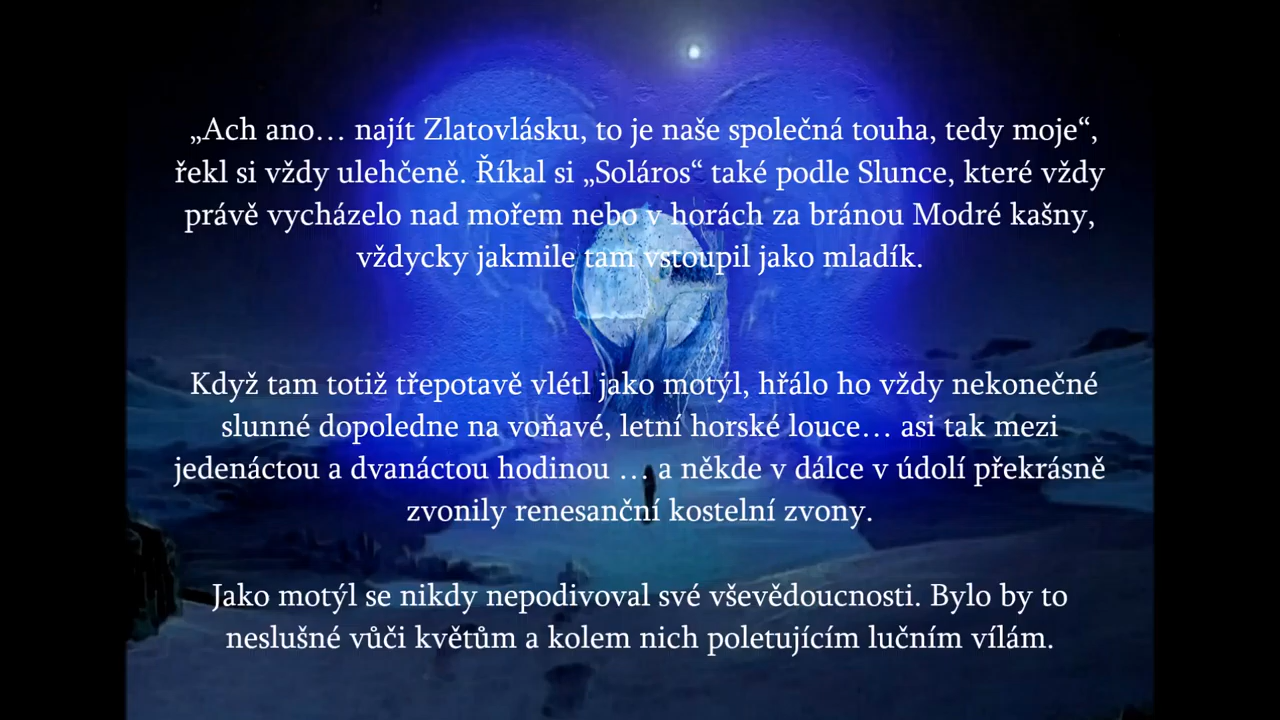 „Ach ano… najít Zlatovlásku, to je naše společná touha, tedy moje“,
řekl si vždy ulehčeně. Říkal si „Soláros“ také podle Slunce, které vždy
právě vycházelo nad mořem nebo v horách za bránou Modré kašny,
vždycky jakmile tam vstoupil jako mladík.
Když tam totiž třepotavě vlétl jako motýl, hřálo ho vždy nekonečné
slunné dopoledne na voňavé, letní horské louce… asi tak mezi
jedenáctou a dvanáctou hodinou … a někde v dálce v údolí překrásně
zvonily renesanční kostelní zvony.
Jako motýl se nikdy nepodivoval své vševědoucnosti. Bylo by to
neslušné vůči květům a kolem nich poletujícím lučním vílám.